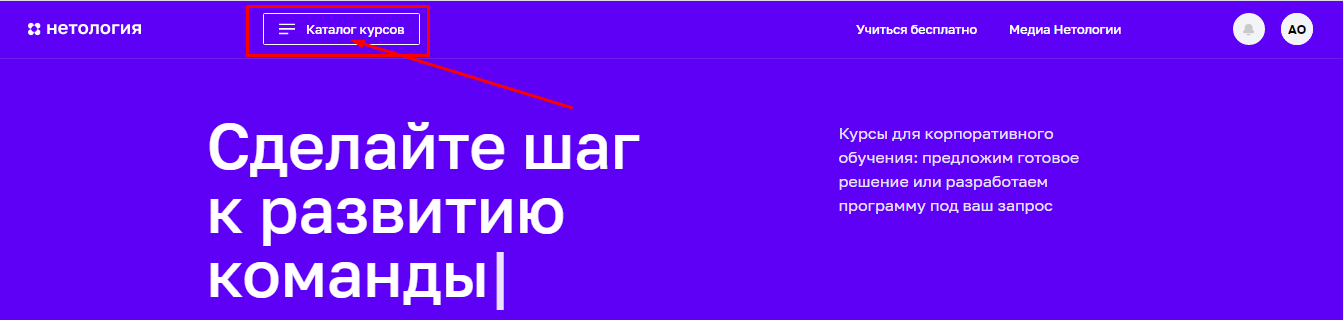 нетология
Каталог курсов
Учиться бесплатно
Медиа Нетологии
АО
Сделайте шаг
к развитию
команды
Курсы для корпоративного
обучения: предложим готовое
решение или разработаем
программу под ваш запрос